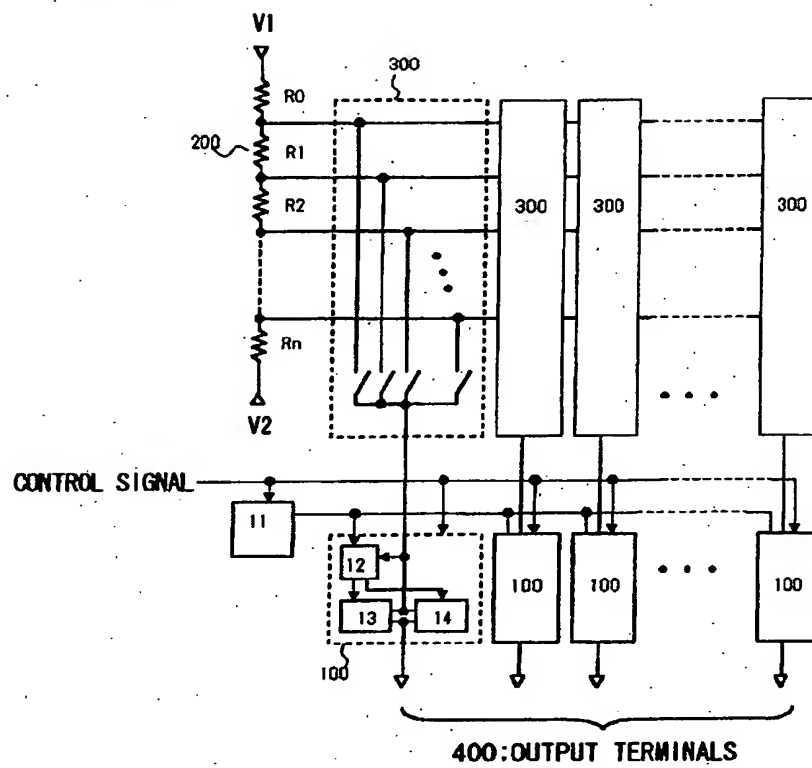 V1
300
R0
200
R1
R2
300
300
300
Rn
V2
CONTROL SIGNAL
11
12
13
14
100
100
100
100
400:OUTPUT TERMINALS